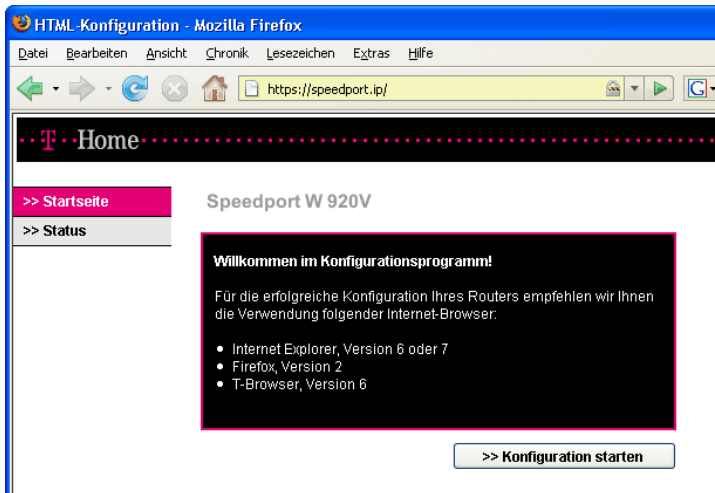 HTML-Konfiguration - Mozilla Firefox
Datei Bearbeiten Ansicht Chronik Lesezeichen Extras Hilfe
https://speedport.ip/
G
T Home
>> Startseite
>> Status
Speedport W 920V
Willkommen im Konfigurationsprogramm!
Für die erfolgreiche Konfiguration Ihres Routers empfehlen wir Ihnen
die Verwendung folgender Internet-Browser:
• Internet Explorer, Version 6 oder 7
• Firefox, Version 2
• T-Browser, Version 6
>> Konfiguration starten